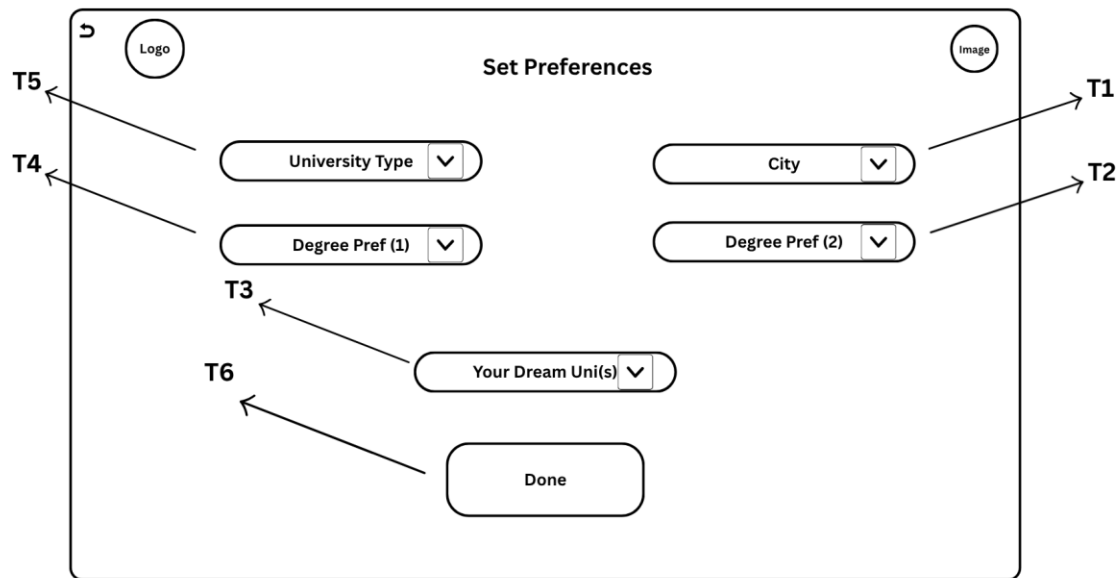 Logo
Image
Set Preferences
T5
T1
University Type
City
T4
T2
Degree Pref (1)
Degree Pref (2)
T3
Your Dream Uni(s)
T6
Done